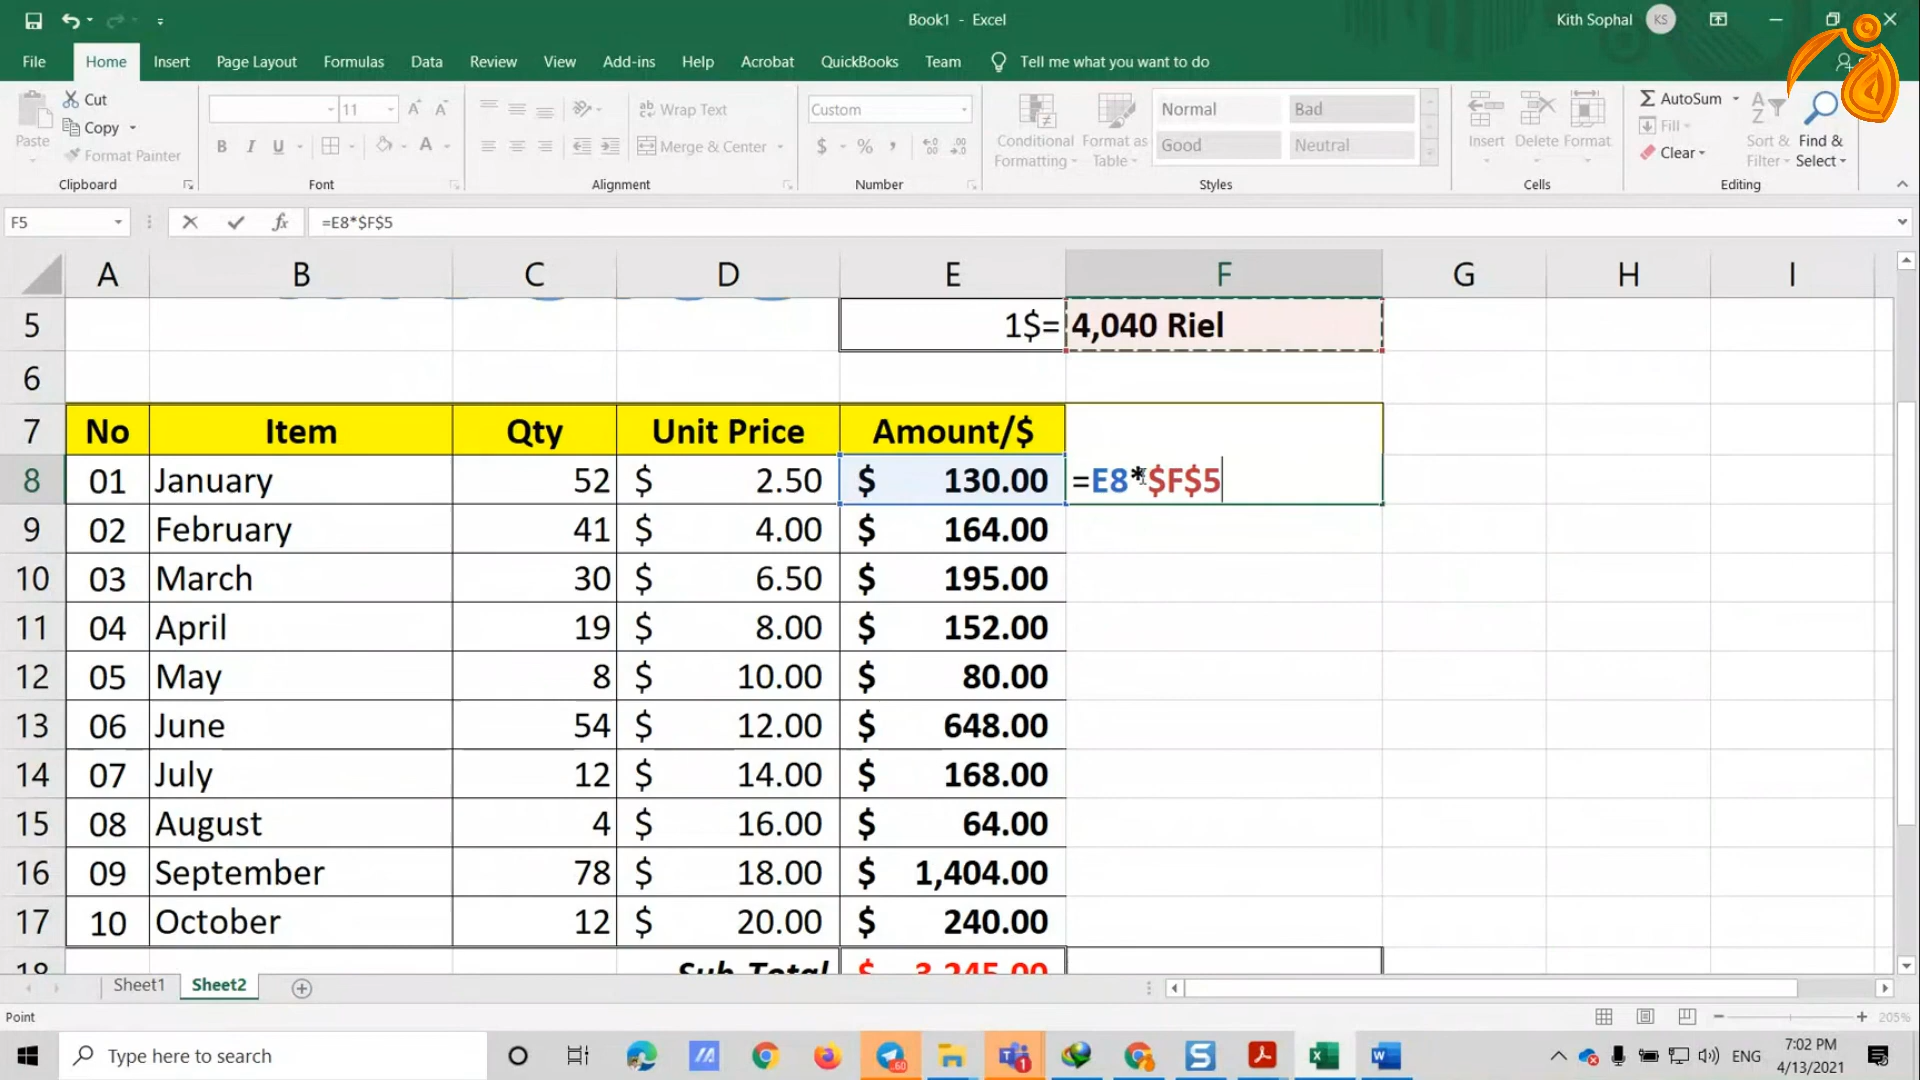 Book1 - Excel
Kith Sophal KS
File Home Insert Page Layout Formulas Data Review View Add-ins Help Acrobat QuickBooks Team Tell me what you want to do
Cut
Copy
Format Painter
Paste
Clipboard
11
B I U
Font
Wrap Text
Merge & Center
Alignment
Custom
$ % ,
Number
Conditional Formatting
Format as Table
Normal Bad
Good Neutral
Styles
Insert Delete Format
Cells
AutoSum
Fill
Clear
Sort & Filter
Find & Select
Editing
F5 fx =E8*$F$5
A B C D E F G H I
5 1$= 4,040 Riel
6
7 No Item Qty Unit Price Amount/$
8 01 January 52 $ 2.50 $ 130.00 =E8*$F$5
9 02 February 41 $ 4.00 $ 164.00
10 03 March 30 $ 6.50 $ 195.00
11 04 April 19 $ 8.00 $ 152.00
12 05 May 8 $ 10.00 $ 80.00
13 06 June 54 $ 12.00 $ 648.00
14 07 July 12 $ 14.00 $ 168.00
15 08 August 4 $ 16.00 $ 64.00
16 09 September 78 $ 18.00 $ 1,404.00
17 10 October 12 $ 20.00 $ 240.00
18 Sub Total $ 3,245.00
Sheet1 Sheet2
Point
205%
Type here to search
60
1
ENG
7:02 PM
4/13/2021